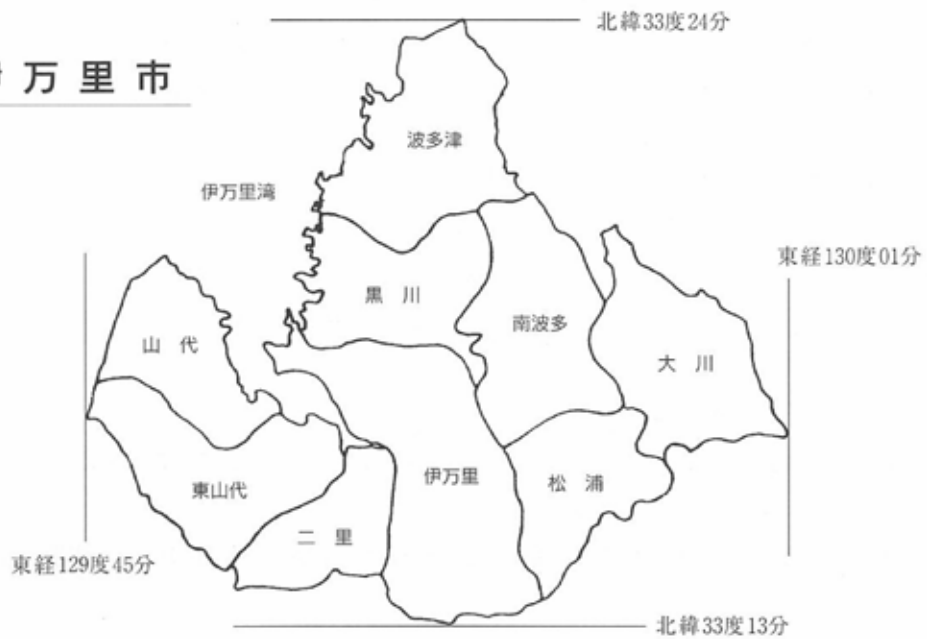 北緯33度24分
万里市
波多津
伊万里湾
東経130度01分
黒川
南波多
山代
大川
伊万里
松浦
東山代
二里
東経129度45分
北緯33度13分